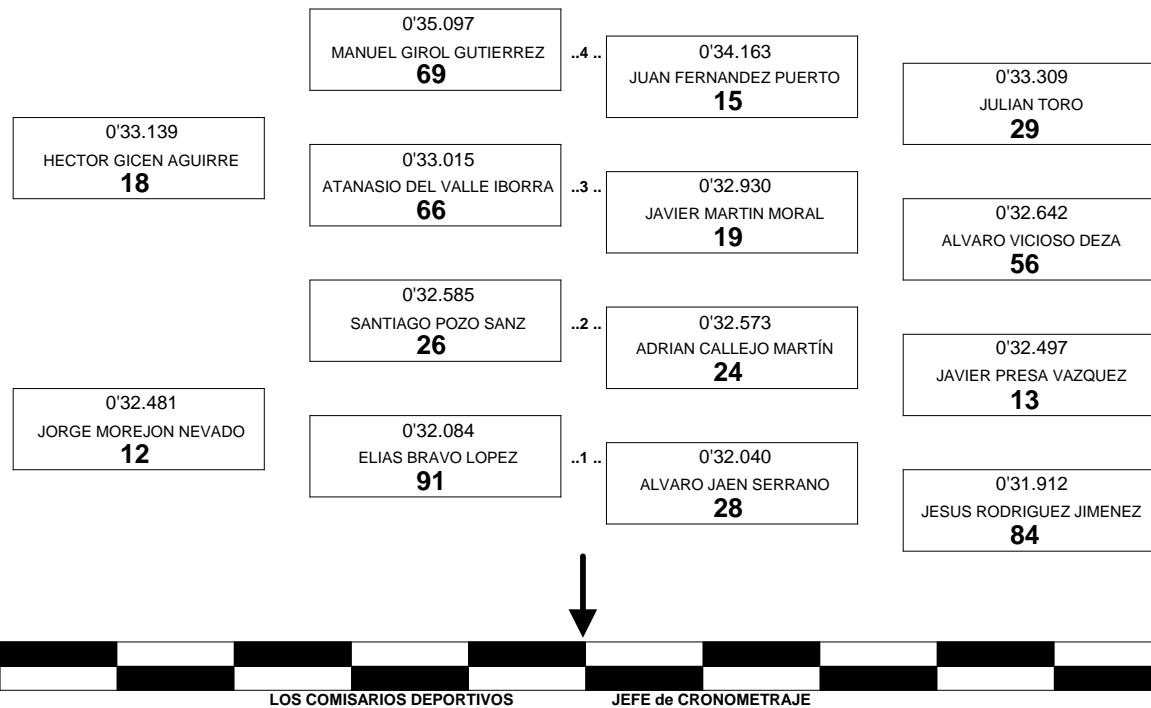 0'35.097
MANUEL GIROL GUTIERREZ
69
..4 ..
0'34.163
JUAN FERNANDEZ PUERTO
15
0'33.309
JULIAN TORO
29
0'33.139
HECTOR GICEN AGUIRRE
18
0'33.015
ATANASIO DEL VALLE IBORRA
66
..3 ..
0'32.930
JAVIER MARTIN MORAL
19
0'32.642
ALVARO VICIOSO DEZA
56
0'32.585
SANTIAGO POZO SANZ
26
..2 ..
0'32.573
ADRIAN CALLEJO MARTÍN
24
0'32.497
JAVIER PRESA VAZQUEZ
13
0'32.481
JORGE MOREJON NEVADO
12
0'32.084
ELIAS BRAVO LOPEZ
91
..1 ..
0'32.040
ALVARO JAEN SERRANO
28
0'31.912
JESUS RODRIGUEZ JIMENEZ
84
LOS COMISARIOS DEPORTIVOS
JEFE de CRONOMETRAJE